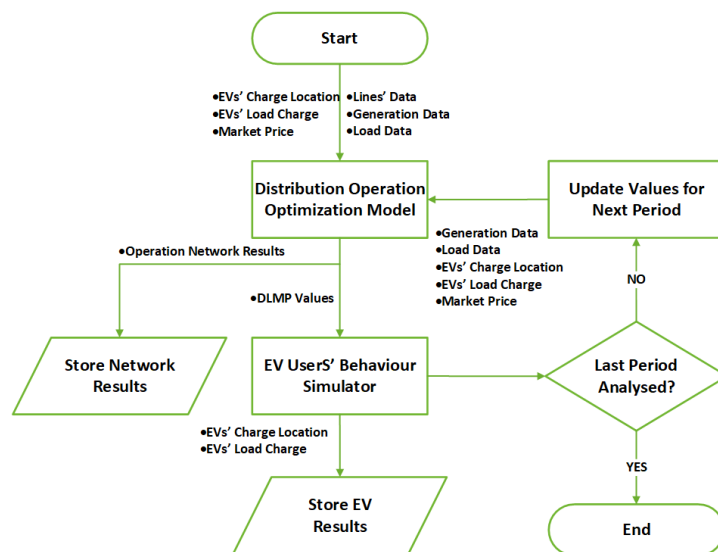 Start
•EVs' Charge Location
•EVs' Load Charge
•Market Price
•Lines' Data
•Generation Data
•Load Data
Distribution Operation
Optimization Model
Update Values for
Next Period
•Generation Data
•Load Data
•EVs' Charge Location
•EVs' Load Charge
•Market Price
•Operation Network Results
•DLMP Values
NO
Store Network
Results
EV UserS' Behaviour
Simulator
Last Period
Analysed?
•EVs' Charge Location
•EVs' Load Charge
YES
Store EV
Results
End